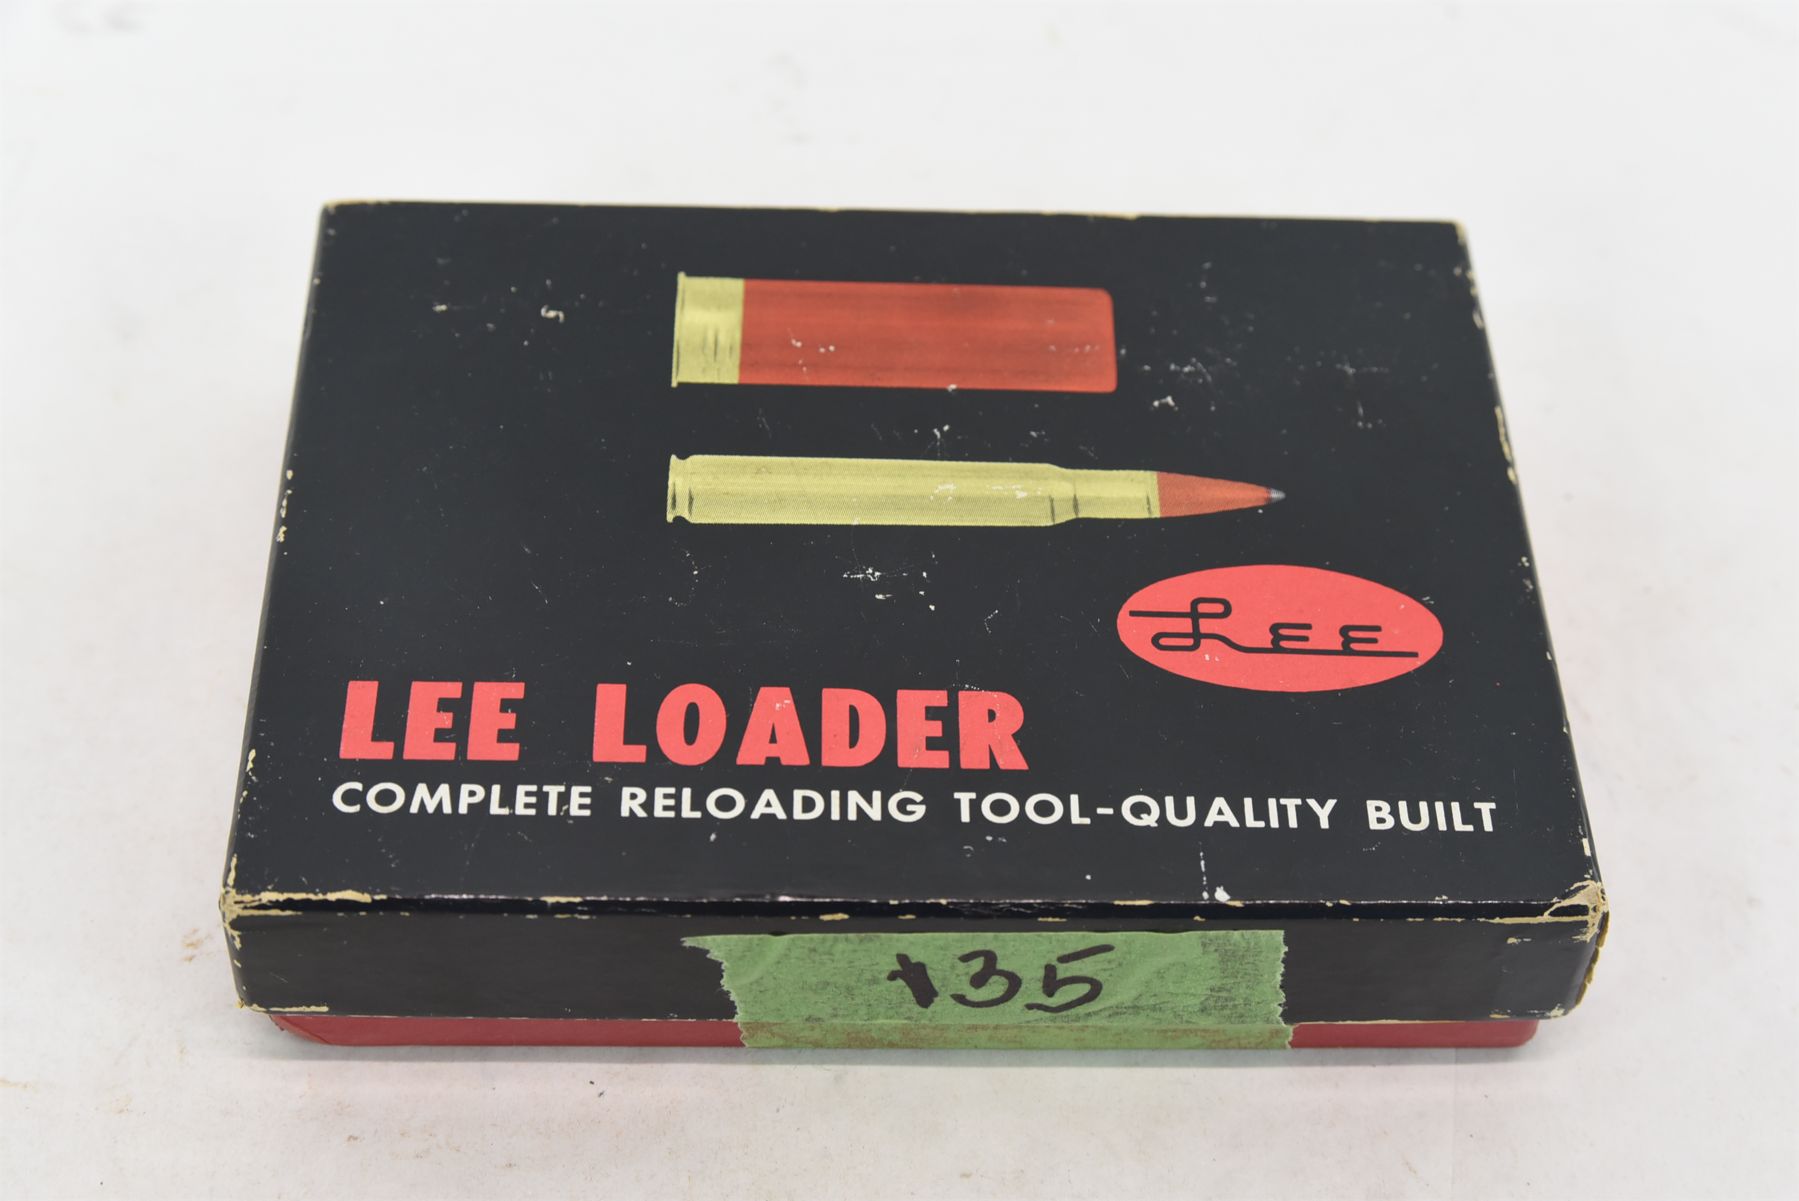 LEE
LEE LOADER
COMPLETE RELOADING TOOL-QUALITY BUILT
$35